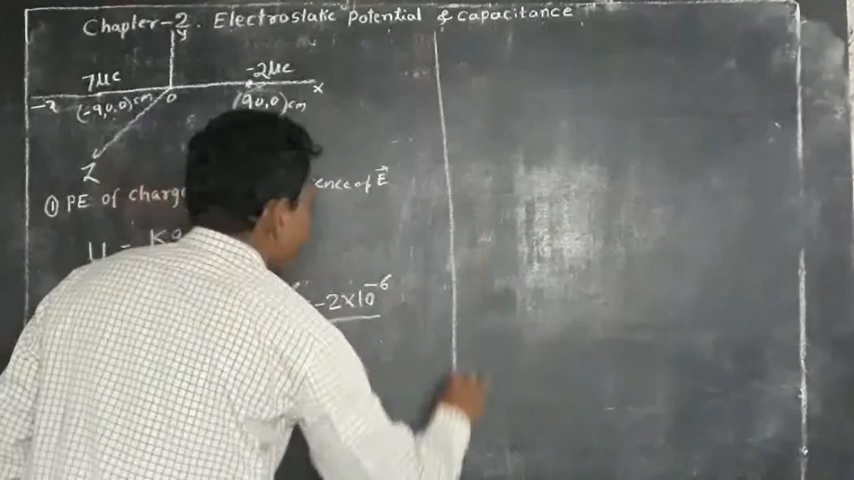 Chapter-2. Electrostatic Potential & Capacitance
y
7μc -2μc
-x (-9,0,0)cm 0 (9,0,0)cm x
Z
① PE of charge ence of E⃗
U = K
-2×10⁻⁶